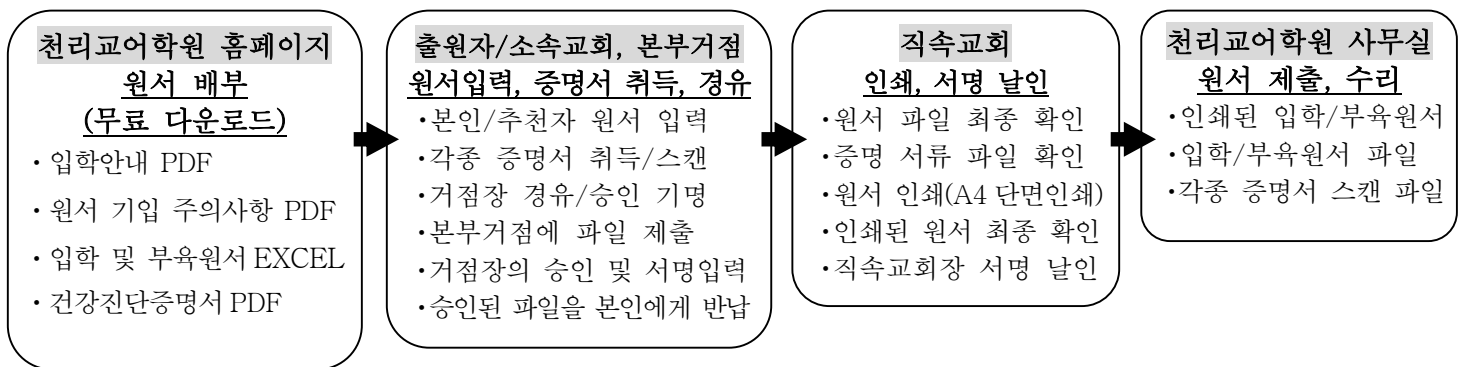 천리교어학원 홈페이지
원서 배부
(무료 다운로드)
· 입학안내 PDF
· 원서 기입 주의사항 PDF
· 입학 및 부육원서 EXCEL
· 건강진단증명서 PDF
출원자/소속교회, 본부거점
원서입력, 증명서 취득, 경유
·본인/추천자 원서 입력
·각종 증명서 취득/스캔
·거점장 경유/승인 기명
·본부거점에 파일 제출
·거점장의 승인 및 서명입력
·승인된 파일을 본인에게 반납
직속교회
인쇄, 서명 날인
·원서 파일 최종 확인
·증명 서류 파일 확인
·원서 인쇄(A4 단면인쇄)
·인쇄된 원서 최종 확인
·직속교회장 서명 날인
천리교어학원 사무실
원서 제출, 수리
·인쇄된 입학/부육원서
·입학/부육원서 파일
·각종 증명서 스캔 파일